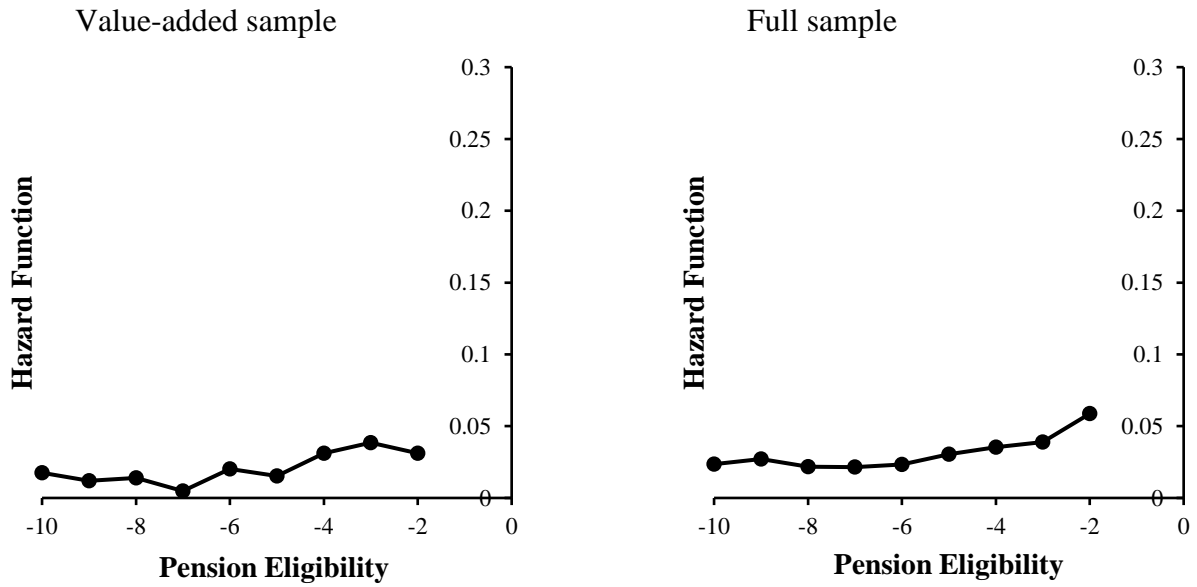 Value-added sample
0.3
0.25
0.2
0.15
0.1
0.05
0
Hazard Function
-10 -8 -6 -4 -2 0
Pension Eligibility
Full sample
0.3
0.25
0.2
0.15
0.1
0.05
0
Hazard Function
-10 -8 -6 -4 -2 0
Pension Eligibility